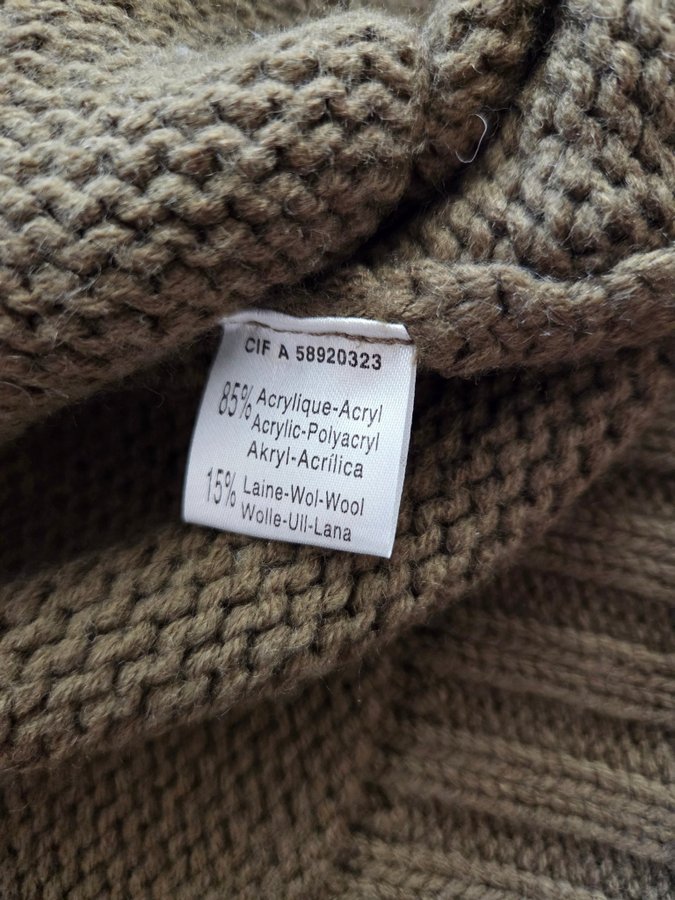 CIF A 58920323
85% Acrylique-Acryl
Acrylic-Polyacryl
Akryl-Acrílica
15% Laine-Wol-Wool
Wolle-Ull-Lana